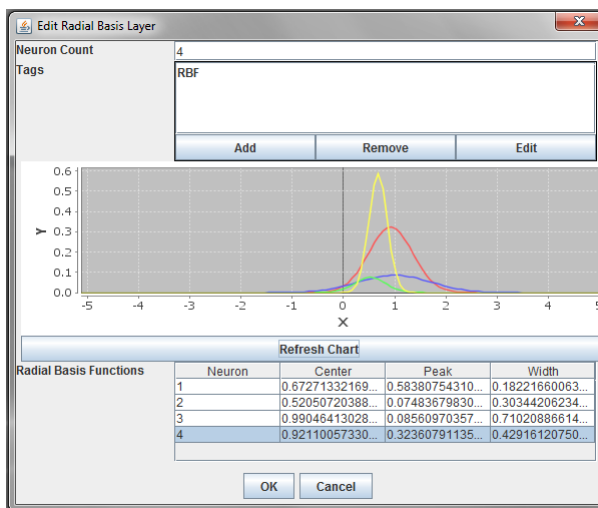 Edit Radial Basis Layer
Neuron Count 4
Tags RBF
Add Remove Edit
0.6
0.5
0.4
0.3
0.2
0.1
0.0
Y
-5 -4 -3 -2 -1 0 1 2 3 4 5
X
Refresh Chart
Radial Basis Functions Neuron Center Peak Width
1 0.67271332169... 0.58380754310... 0.18221660063...
2 0.52050720388... 0.07483679830... 0.30344206234...
3 0.99046413028... 0.08560970357... 0.71020886614...
4 0.92110057330... 0.32360791135... 0.42916120750...
OK Cancel